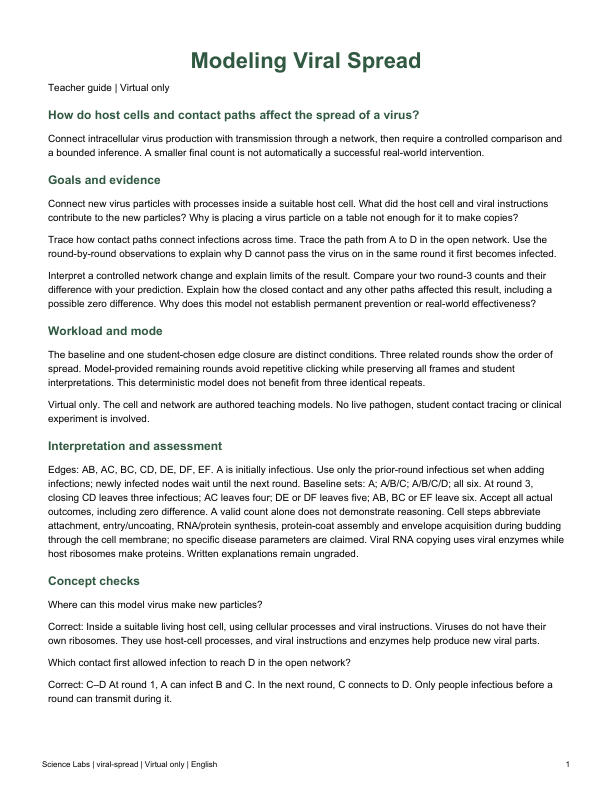 Modeling Viral Spread
Teacher guide | Virtual only
How do host cells and contact paths affect the spread of a virus?
Connect intracellular virus production with transmission through a network, then require a controlled comparison and
a bounded inference. A smaller final count is not automatically a successful real-world intervention.
Goals and evidence
Connect new virus particles with processes inside a suitable host cell. What did the host cell and viral instructions
contribute to the new particles? Why is placing a virus particle on a table not enough for it to make copies?
Trace how contact paths connect infections across time. Trace the path from A to D in the open network. Use the
round-by-round observations to explain why D cannot pass the virus on in the same round it first becomes infected.
Interpret a controlled network change and explain limits of the result. Compare your two round-3 counts and their
difference with your prediction. Explain how the closed contact and any other paths affected this result, including a
possible zero difference. Why does this model not establish permanent prevention or real-world effectiveness?
Workload and mode
The baseline and one student-chosen edge closure are distinct conditions. Three related rounds show the order of
spread. Model-provided remaining rounds avoid repetitive clicking while preserving all frames and student
interpretations. This deterministic model does not benefit from three identical repeats.
Virtual only. The cell and network are authored teaching models. No live pathogen, student contact tracing or clinical
experiment is involved.
Interpretation and assessment
Edges: AB, AC, BC, CD, DE, DF, EF. A is initially infectious. Use only the prior-round infectious set when adding
infections; newly infected nodes wait until the next round. Baseline sets: A; A/B/C; A/B/C/D; all six. At round 3,
closing CD leaves three infectious; AC leaves four; DE or DF leaves five; AB, BC or EF leave six. Accept all actual
outcomes, including zero difference. A valid count alone does not demonstrate reasoning. Cell steps abbreviate
attachment, entry/uncoating, RNA/protein synthesis, protein-coat assembly and envelope acquisition during budding
through the cell membrane; no specific disease parameters are claimed. Viral RNA copying uses viral enzymes while
host ribosomes make proteins. Written explanations remain ungraded.
Concept checks
Where can this model virus make new particles?
Correct: Inside a suitable living host cell, using cellular processes and viral instructions. Viruses do not have their
own ribosomes. They use host-cell processes, and viral instructions and enzymes help produce new viral parts.
Which contact first allowed infection to reach D in the open network?
Correct: C–D At round 1, A can infect B and C. In the next round, C connects to D. Only people infectious before a
round can transmit during it.
Science Labs | viral-spread | Virtual only | English
1